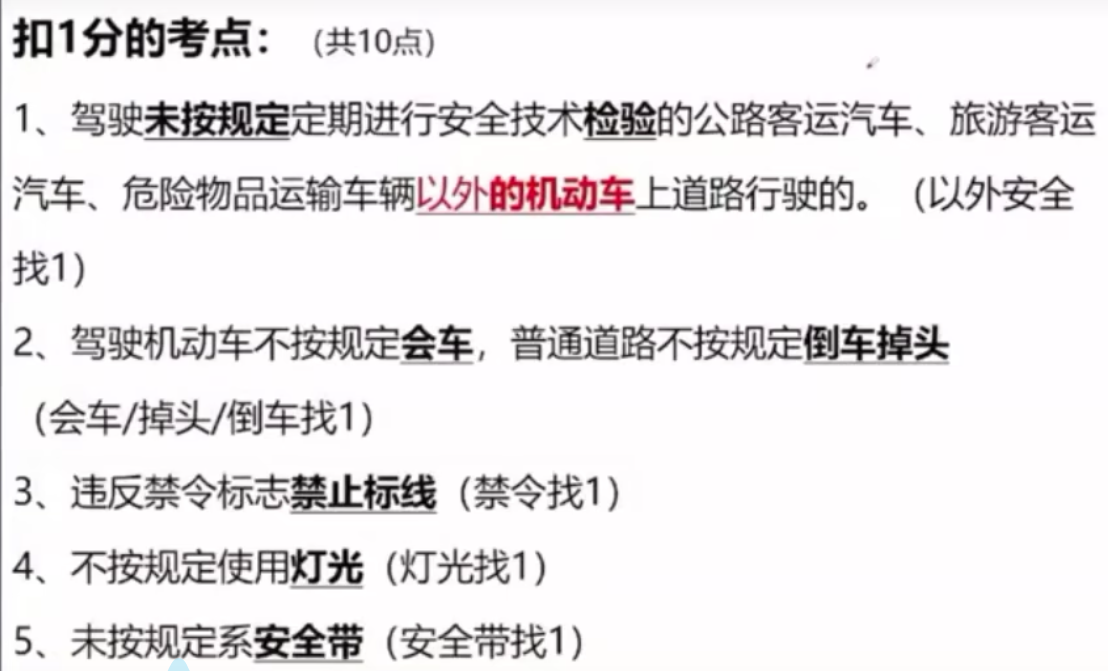 扣1分的考点：（共10点）
1、驾驶未按规定定期进行安全技术检验的公路客运汽车、旅游客运
汽车、危险物品运输车辆以外的机动车上道路行驶的。（以外安全
找1）
2、驾驶机动车不按规定会车，普通道路不按规定倒车掉头
（会车/掉头/倒车找1）
3、违反禁令标志禁止标线（禁令找1）
4、不按规定使用灯光（灯光找1）
5、未按规定系安全带（安全带找1）